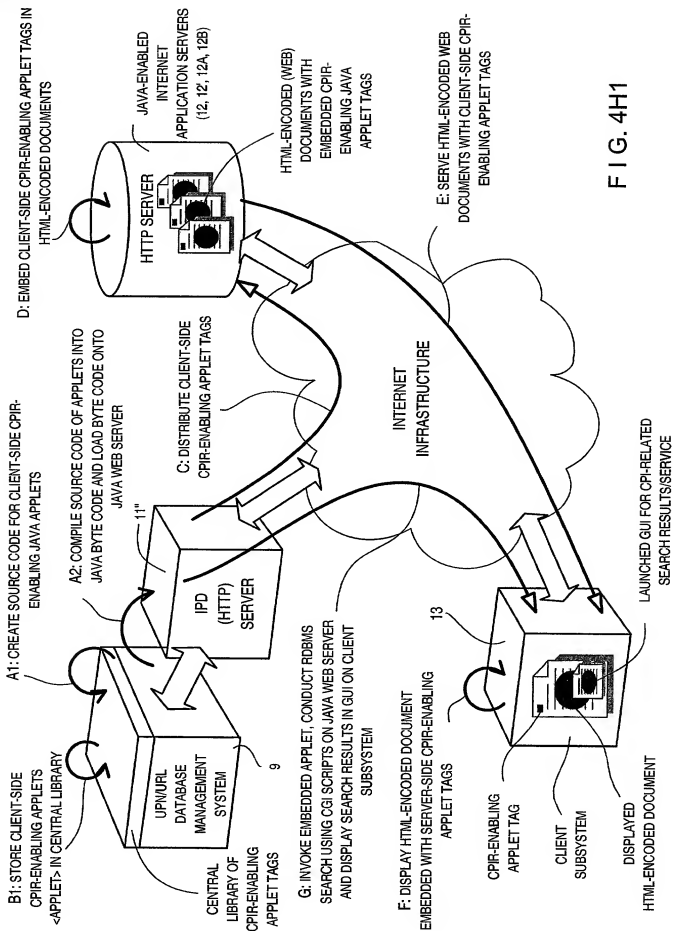 B1: STORE CLIENT-SIDE
CPIR-ENABLING APPLETS
<APPLET> IN CENTRAL LIBRARY
A1: CREATE SOURCE CODE FOR CLIENT-SIDE CPIR-
ENABLING JAVA APPLETS
A2: COMPILE SOURCE CODE OF APPLETS INTO
JAVA BYTE CODE AND LOAD BYTE CODE ONTO
JAVA WEB SERVER
D: EMBED CLIENT-SIDE CPIR-ENABLING APPLET TAGS IN
HTML-ENCODED DOCUMENTS
JAVA-ENABLED
INTERNET
APPLICATION SERVERS
(12, 12', 12A, 12B)
HTTP SERVER
HTML-ENCODED (WEB)
DOCUMENTS WITH
EMBEDDED CPIR-
ENABLING JAVA
APPLET TAGS
C: DISTRIBUTE CLIENT-SIDE
CPIR-ENABLING APPLET TAGS
11"
IPD
(HTTP)
SERVER
UPN/URL
DATABASE
MANAGEMENT
SYSTEM
9
CENTRAL
LIBRARY OF
CPIR-ENABLING
APPLET TAGS
INTERNET
INFRASTRUCTURE
E: SERVE HTML-ENCODED WEB
DOCUMENTS WITH CLIENT-SIDE CPIR-
ENABLING APPLET TAGS
G: INVOKE EMBEDDED APPLET, CONDUCT RDBMS
SEARCH USING CGI SCRIPTS ON JAVA WEB SERVER
AND DISPLAY SEARCH RESULTS IN GUI ON CLIENT
SUBSYSTEM
F: DISPLAY HTML-ENCODED DOCUMENT
EMBEDDED WITH SERVER-SIDE CPIR-ENABLING
APPLET TAGS
13
CPIR-ENABLING
APPLET TAG
CLIENT
SUBSYSTEM
DISPLAYED
HTML-ENCODED DOCUMENT
LAUNCHED GUI FOR CPI-RELATED
SEARCH RESULTS/SERVICE
FIG. 4H1